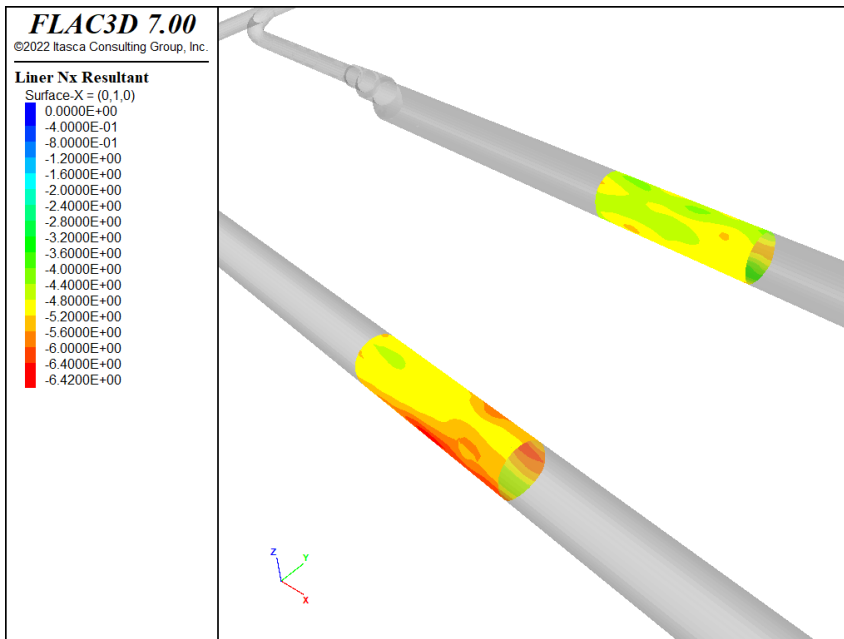 FLAC3D 7.00
©2022 Itasca Consulting Group, Inc.
Liner Nx Resultant
Surface-X = (0,1,0)
0.0000E+00
-4.0000E-01
-8.0000E-01
-1.2000E+00
-1.6000E+00
-2.0000E+00
-2.4000E+00
-2.8000E+00
-3.2000E+00
-3.6000E+00
-4.0000E+00
-4.4000E+00
-4.8000E+00
-5.2000E+00
-5.6000E+00
-6.0000E+00
-6.4000E+00
-6.4200E+00
Z
Y
X